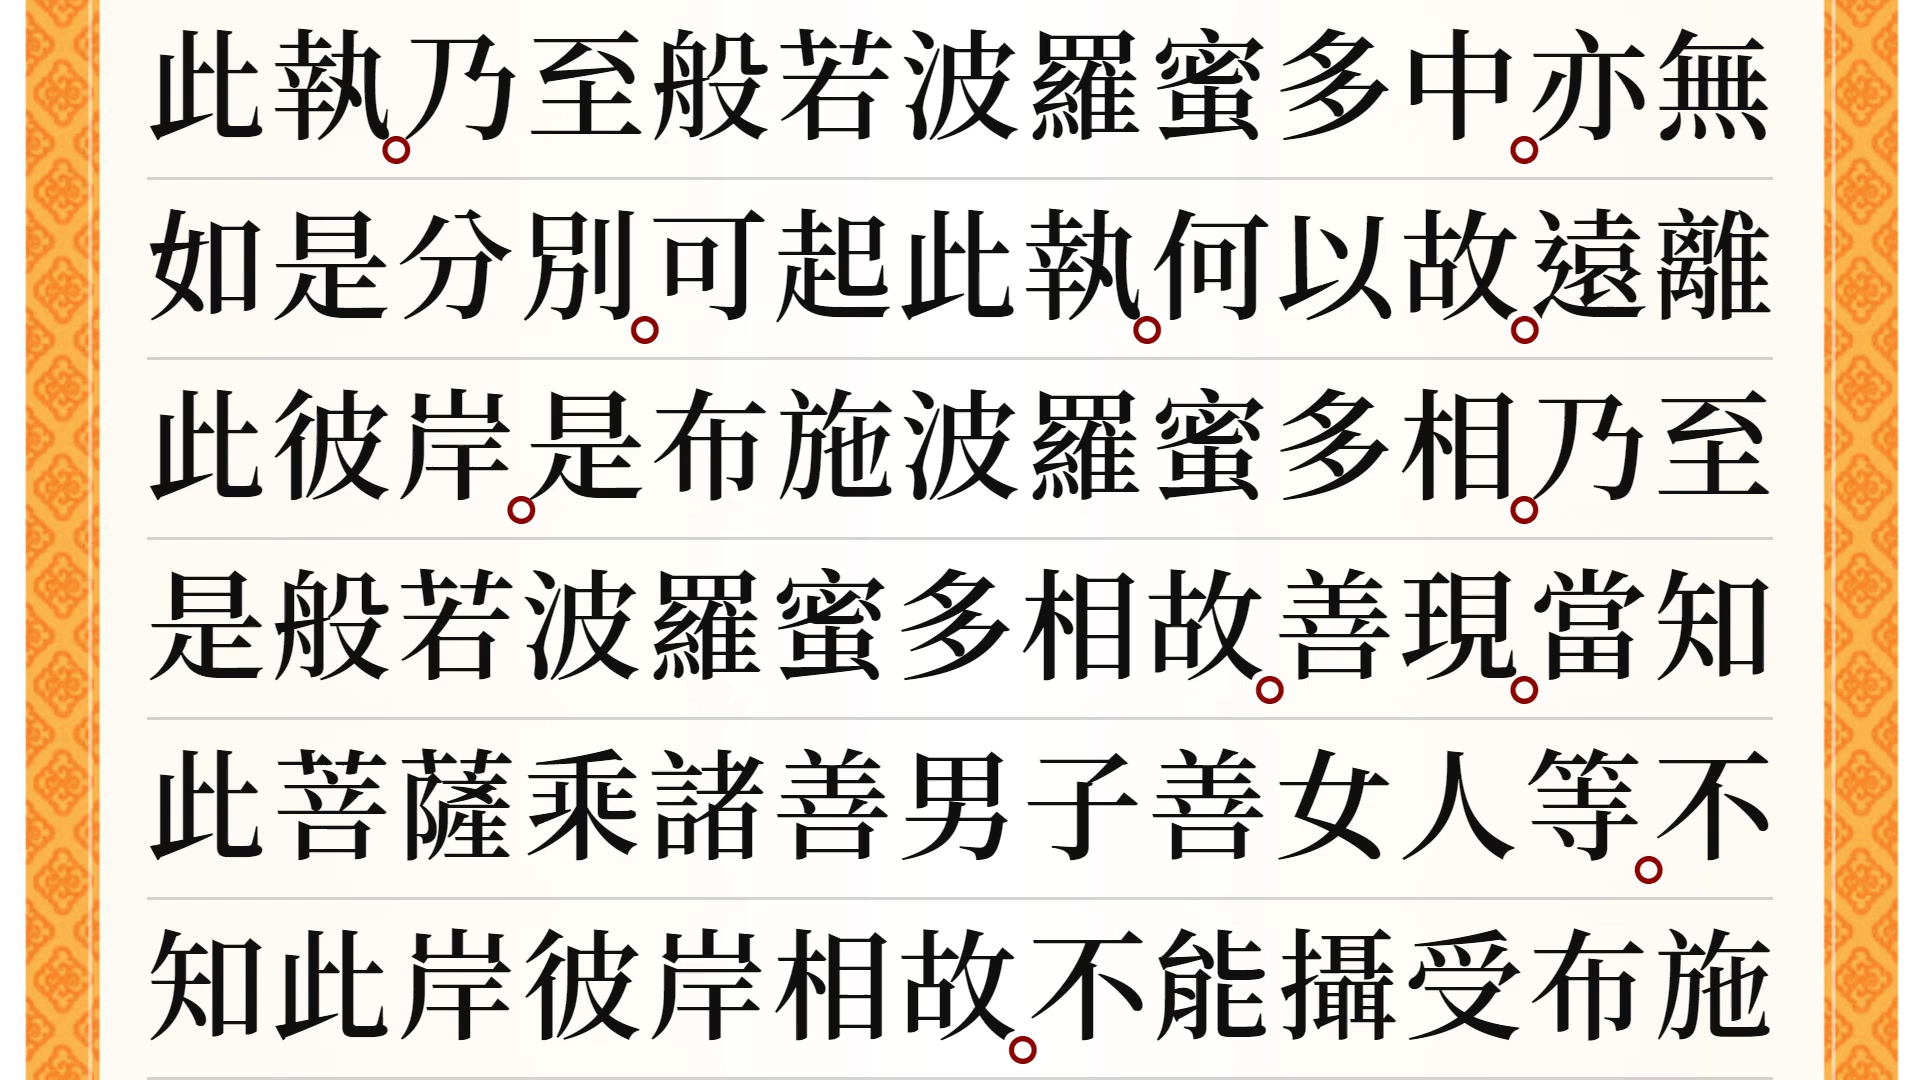 此執。乃至般若波羅蜜多中。亦無
如是分別。可起此執。何以故。遠離
此彼岸。是布施波羅蜜多相。乃至
是般若波羅蜜多相故。善現。當知
此菩薩乘諸善男子善女人等。不
知此岸彼岸相故。不能攝受布施